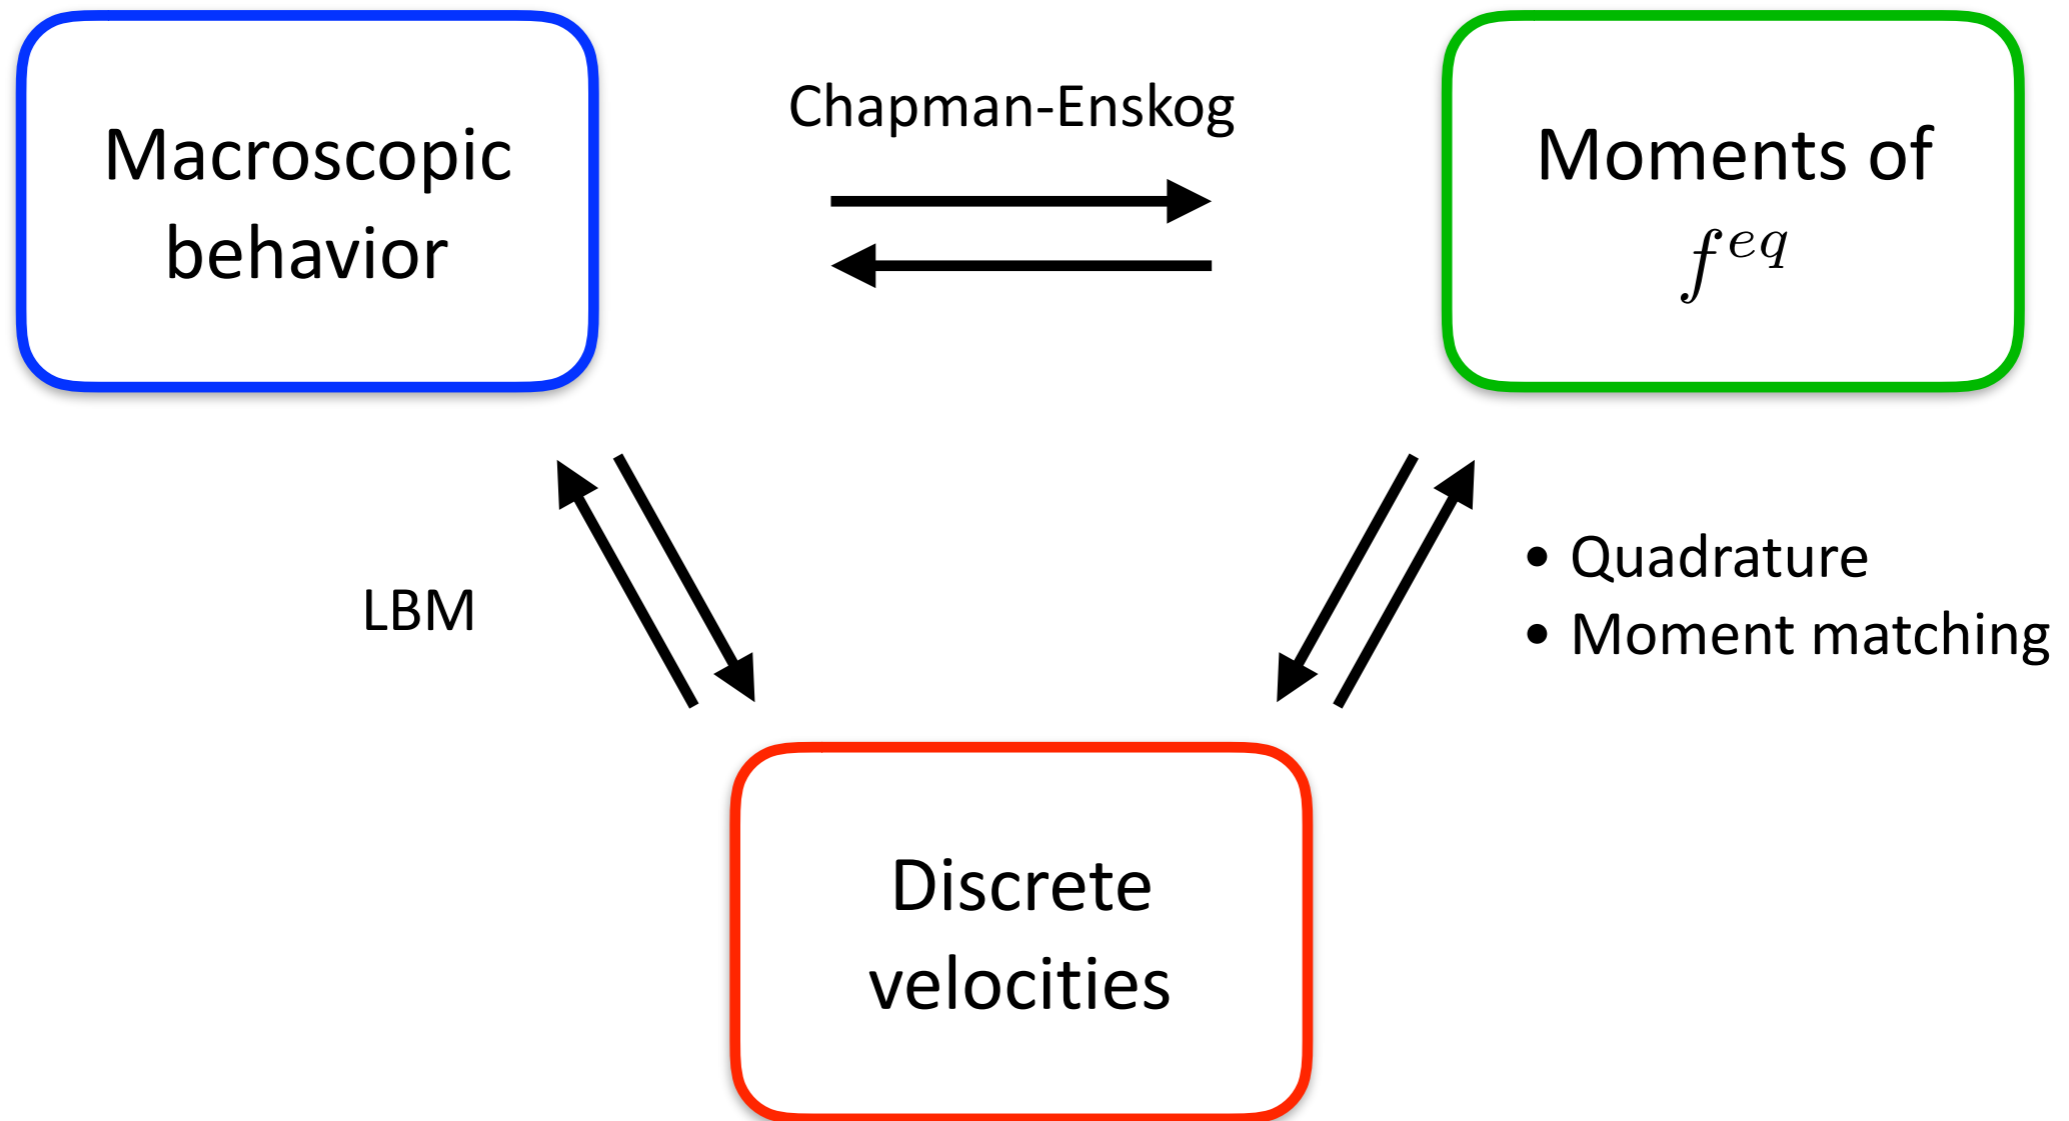 Macroscopic
behavior
Chapman-Enskog
Moments of
f^{eq}
LBM
• Quadrature
• Moment matching
Discrete
velocities